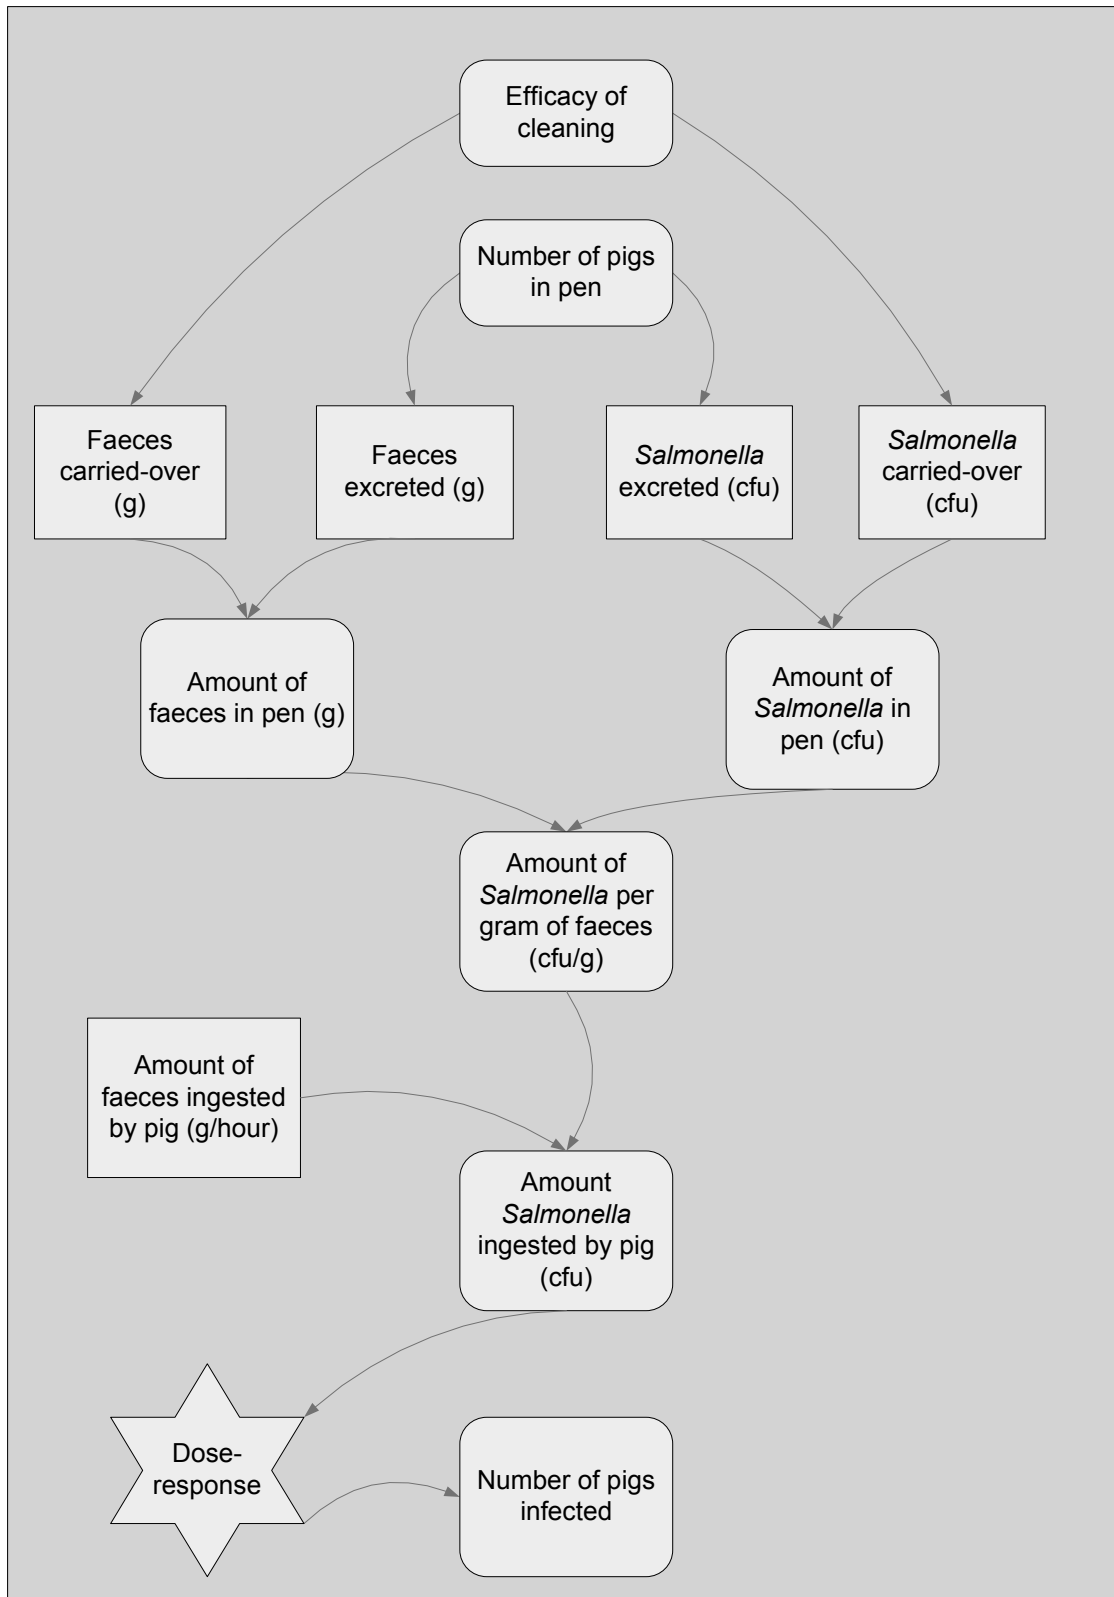 Efficacy of
cleaning
Number of pigs
in pen
Faeces
carried-over
(g)
Faeces
excreted (g)
Salmonella
excreted (cfu)
Salmonella
carried-over
(cfu)
Amount of
faeces in pen (g)
Amount of
Salmonella in
pen (cfu)
Amount of
Salmonella per
gram of faeces
(cfu/g)
Amount of
faeces ingested
by pig (g/hour)
Amount
Salmonella
ingested by pig
(cfu)
Dose-
response
Number of pigs
infected